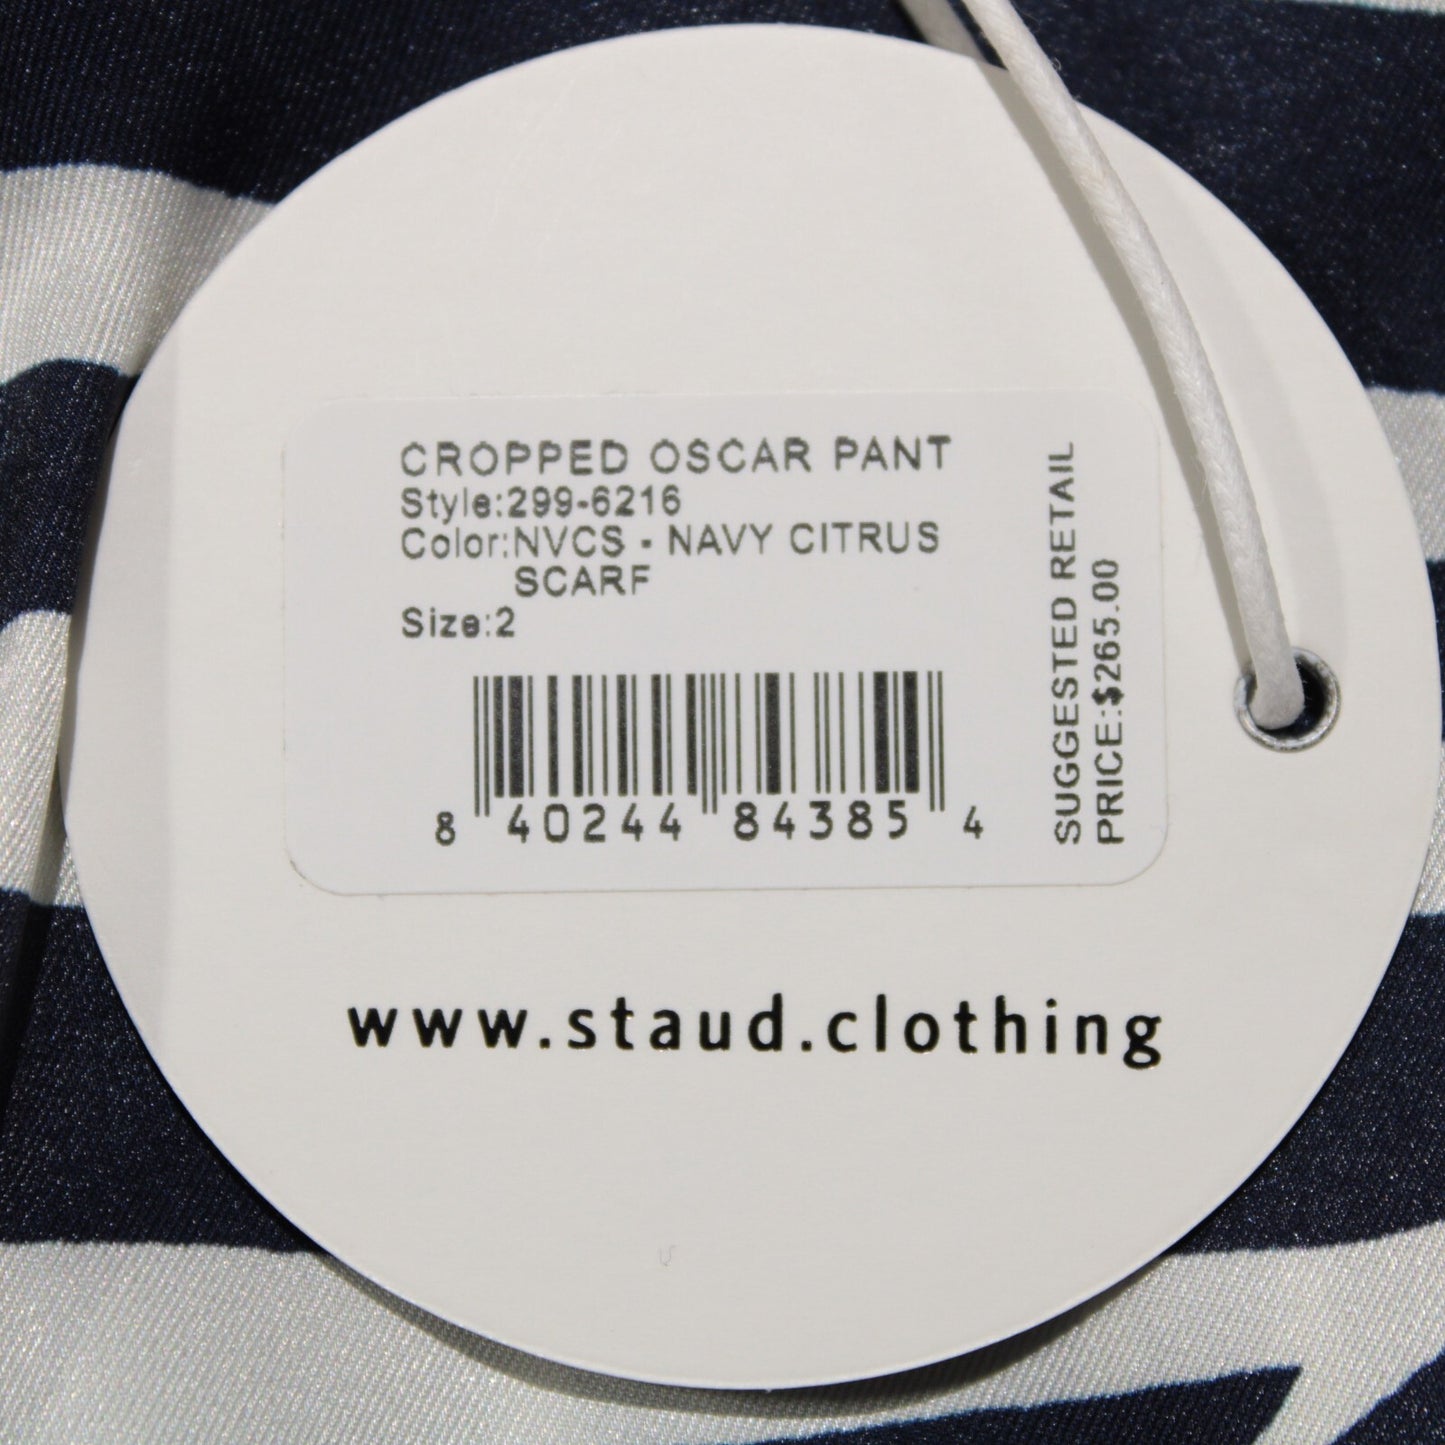 CROPPED OSCAR PANT
Style:299-6216
Color:NVCS - NAVY CITRUS
SCARF
Size:2
8 40244 84385 4
SUGGESTED RETAIL
PRICE:$265.00
www.staud.clothing